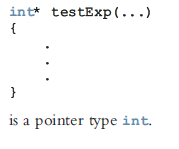 int* testExp(...)
{
.
.
.
}
is a pointer type int.